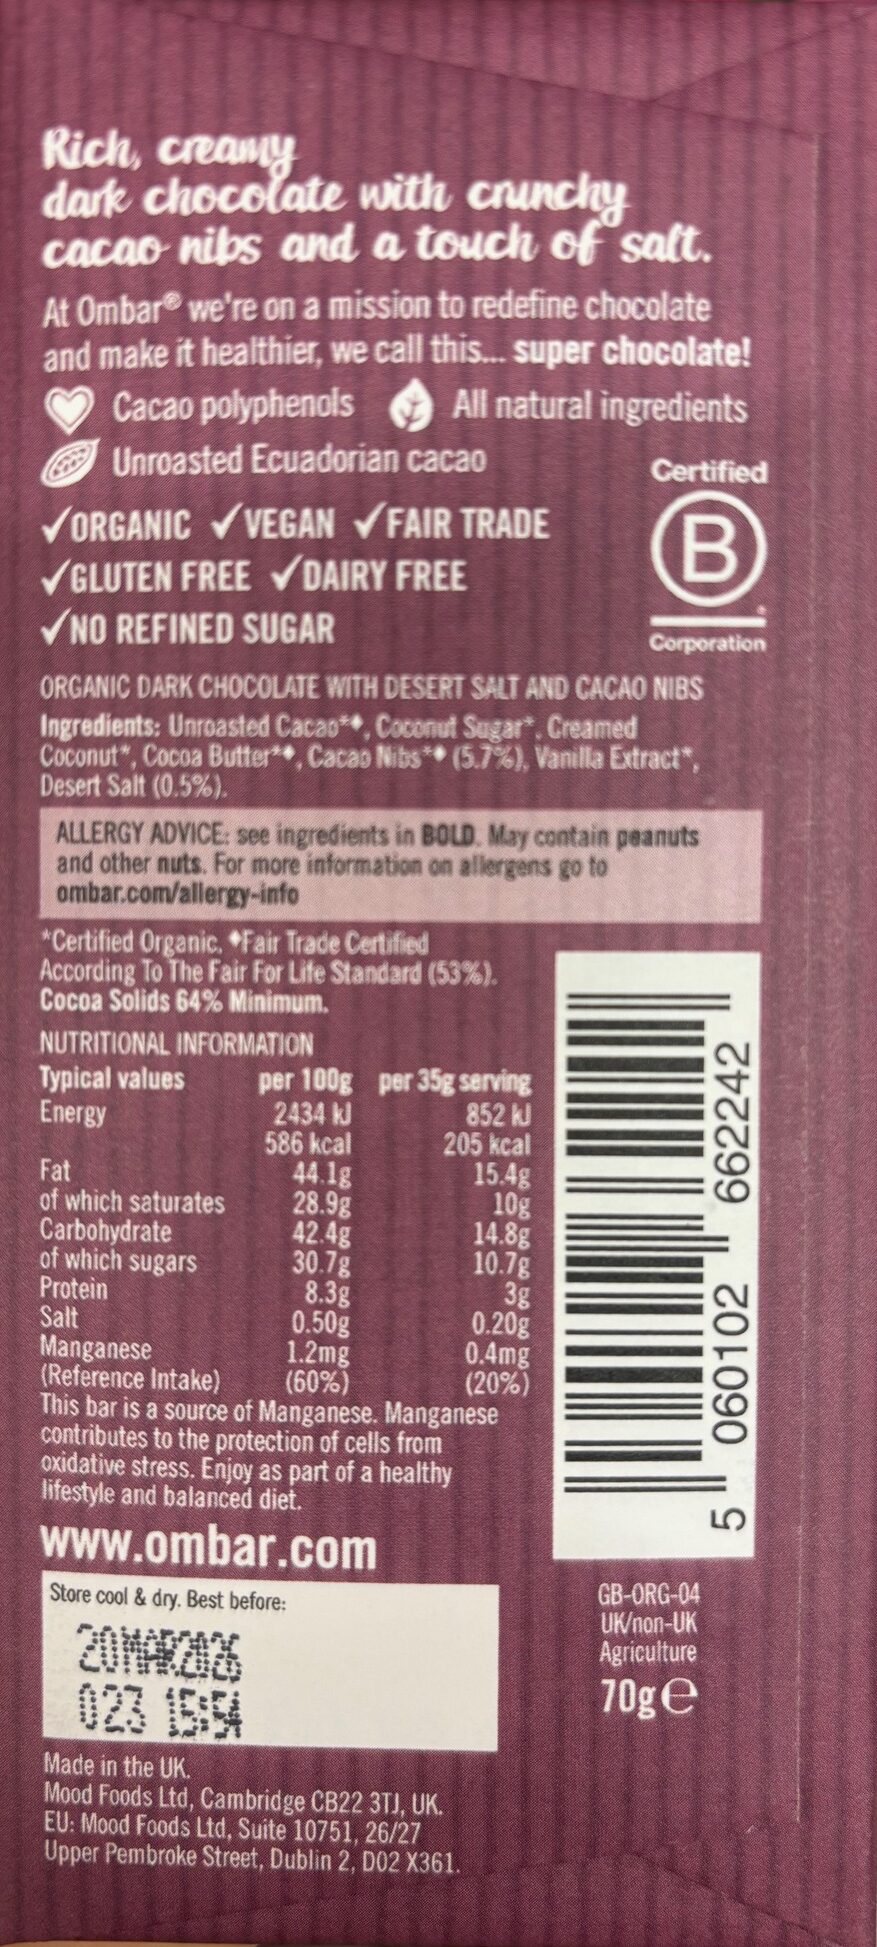 Rich, creamy
dark chocolate with crunchy
cacao nibs and a touch of salt.
At Ombar® we're on a mission to redefine chocolate
and make it healthier, we call this... super chocolate!
Cacao polyphenols All natural ingredients
Unroasted Ecuadorian cacao
✓ORGANIC ✓VEGAN ✓FAIR TRADE
✓GLUTEN FREE ✓DAIRY FREE
✓NO REFINED SUGAR
Certified
B
Corporation
ORGANIC DARK CHOCOLATE WITH DESERT SALT AND CACAO NIBS
Ingredients: Unroasted Cacao*♦, Coconut Sugar*, Creamed
Coconut*, Cocoa Butter*♦, Cacao Nibs*♦ (5.7%), Vanilla Extract*,
Desert Salt (0.5%).
ALLERGY ADVICE: see ingredients in BOLD. May contain peanuts
and other nuts. For more information on allergens go to
ombar.com/allergy-info
*Certified Organic. ♦Fair Trade Certified
According To The Fair For Life Standard (53%).
Cocoa Solids 64% Minimum.
NUTRITIONAL INFORMATION
Typical values per 100g per 35g serving
Energy 2434 kJ 852 kJ
586 kcal 205 kcal
Fat 44.1g 15.4g
of which saturates 28.9g 10g
Carbohydrate 42.4g 14.8g
of which sugars 30.7g 10.7g
Protein 8.3g 3g
Salt 0.50g 0.20g
Manganese 1.2mg 0.4mg
(Reference Intake) (60%) (20%)
This bar is a source of Manganese. Manganese
contributes to the protection of cells from
oxidative stress. Enjoy as part of a healthy
lifestyle and balanced diet.
www.ombar.com
5 060102 662242
Store cool & dry. Best before:
20MAR2026
023 15:54
GB-ORG-04
UK/non-UK
Agriculture
70g e
Made in the UK.
Mood Foods Ltd, Cambridge CB22 3TJ, UK.
EU: Mood Foods Ltd, Suite 10751, 26/27
Upper Pembroke Street, Dublin 2, D02 X361.